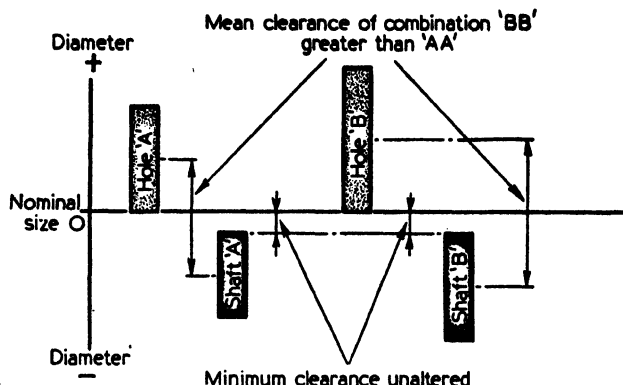 Mean clearance of combination 'BB'
greater than 'AA'
Diameter
+
Hole 'A'
Hole 'B'
Nominal
size O
Shaft 'A'
Shaft 'B'
Diameter
−
Minimum clearance unaltered